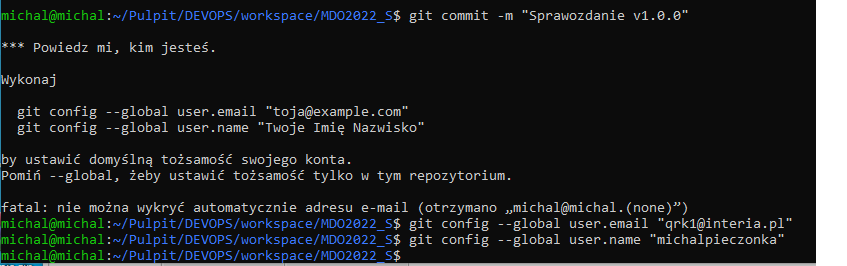 michal@michal:~/Pulpit/DEVOPS/workspace/MDO2022_S$ git commit -m "Sprawozdanie v1.0.0"
*** Powiedz mi, kim jesteś.
Wykonaj
git config --global user.email "toja@example.com"
git config --global user.name "Twoje Imię Nazwisko"
by ustawić domyślną tożsamość swojego konta.
Pomiń --global, żeby ustawić tożsamość tylko w tym repozytorium.
fatal: nie można wykryć automatycznie adresu e-mail (otrzymano „michal@michal.(none)”)
michal@michal:~/Pulpit/DEVOPS/workspace/MDO2022_S$ git config --global user.email "qrk1@interia.pl"
michal@michal:~/Pulpit/DEVOPS/workspace/MDO2022_S$ git config --global user.name "michalpieczonka"
michal@michal:~/Pulpit/DEVOPS/workspace/MDO2022_S$